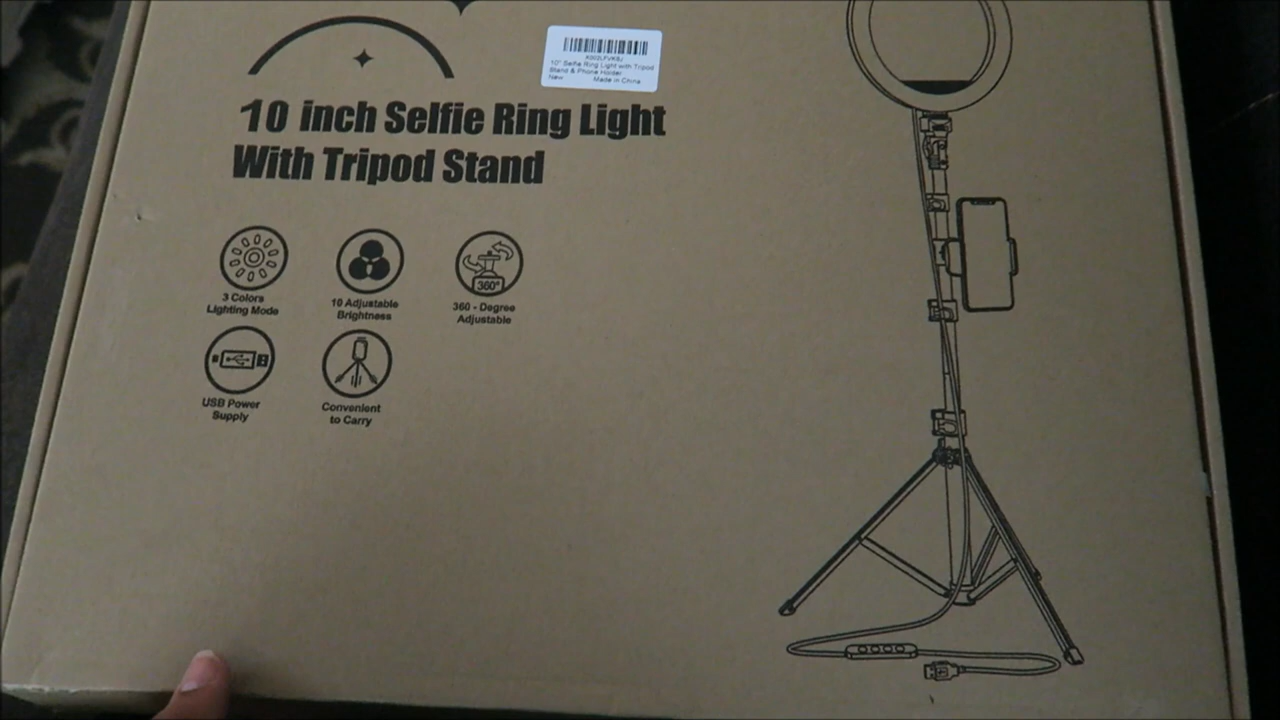 10" Selfie Ring Light with Tripod
Stand & Phone Holder
New Made in China
10 inch Selfie Ring Light
With Tripod Stand
3 Colors
Lighting Mode
10 Adjustable
Brightness
360°
360 - Degree
Adjustable
USB Power
Supply
Convenient
to Carry